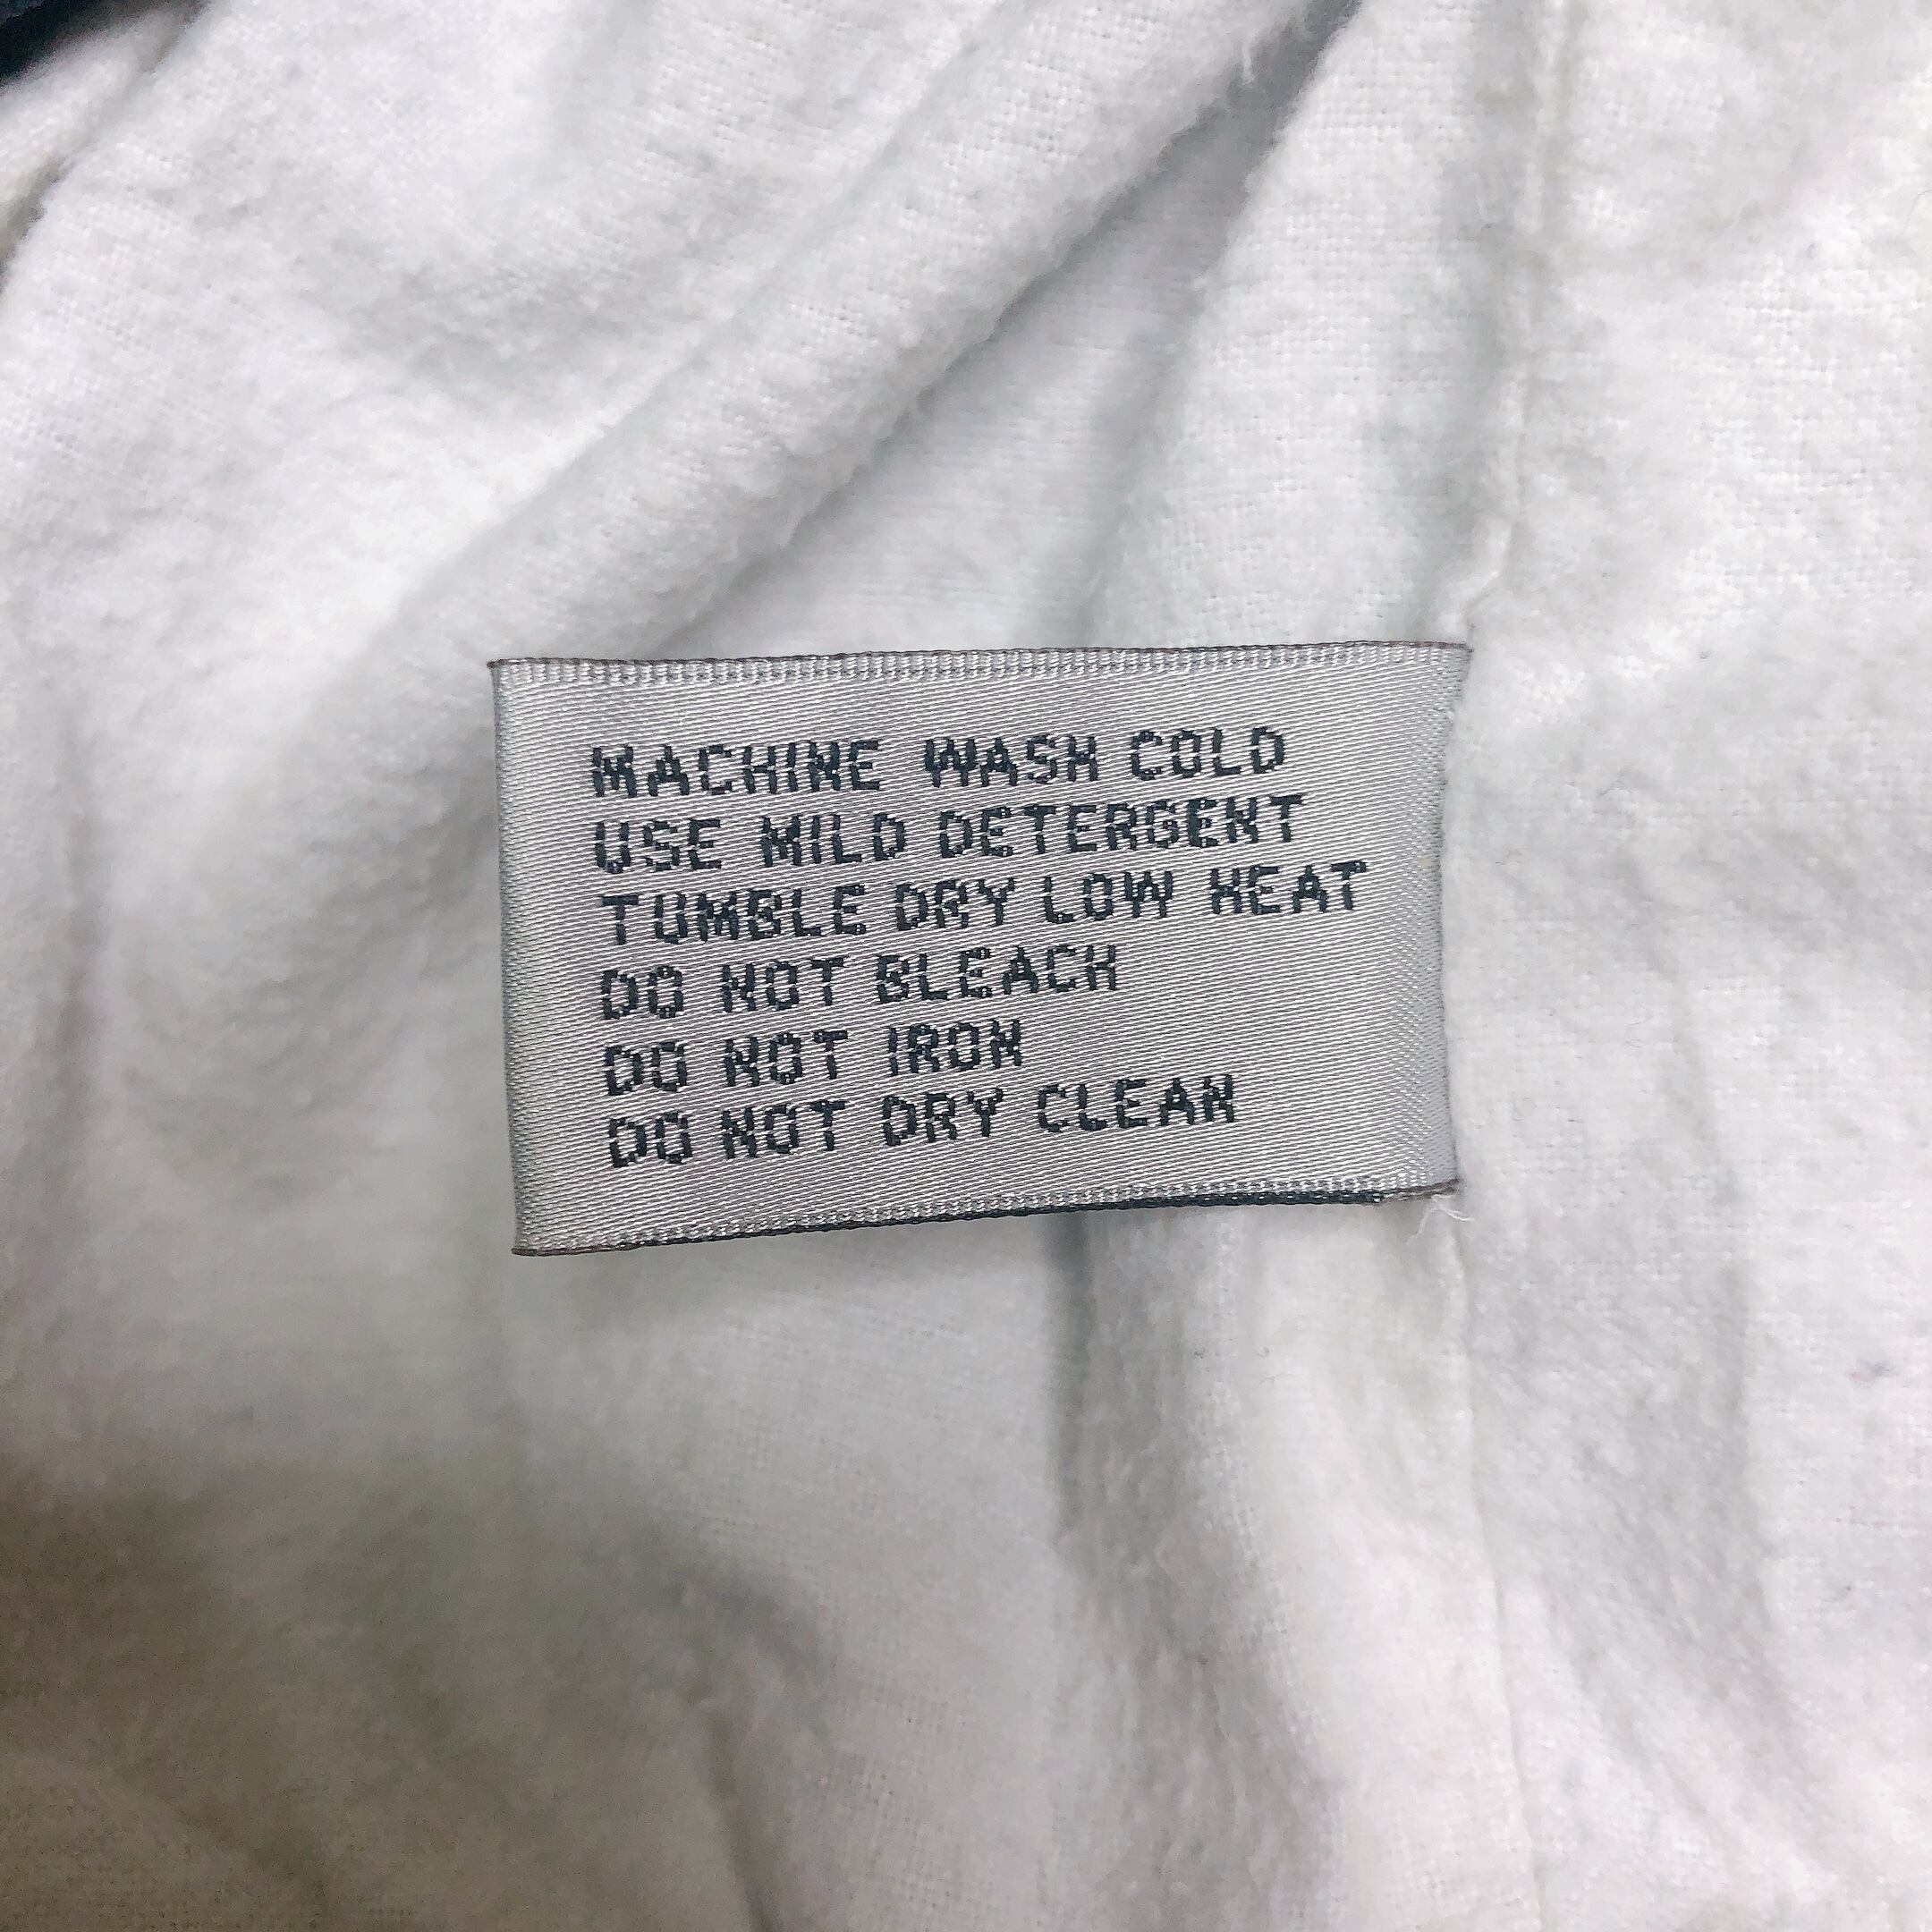 MACHINE WASH COLD
USE MILD DETERGENT
TUMBLE DRY LOW HEAT
DO NOT BLEACH
DO NOT IRON
DO NOT DRY CLEAN